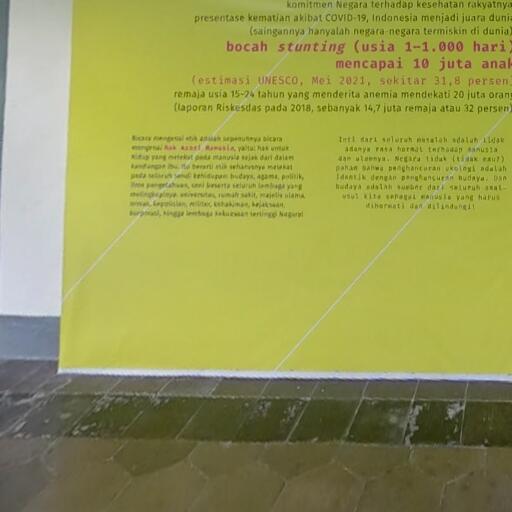 komitmen Negara terhadap kesehatan rakyatnya
presentase kematian akibat COVID-19, Indonesia menjadi juara dunia
(saingannya hanyalah negara-negara termiskin di dunia)
bocah stunting (usia 1-1.000 hari)
mencapai 10 juta anak
(estimasi UNESCO, Mei 2021, sekitar 31,8 persen)
remaja usia 15-24 tahun yang menderita anemia mendekati 20 juta orang
(laporan Riskesdas pada 2018, sebanyak 14,7 juta remaja atau 32 persen)
Bicara mengenai etik adalah sepenuhnya bicara
mengenai Hak Azasi Manusia, yaitu: hak untuk
hidup yang melekat pada manusia sejak dari dalam
kandungan ibu. Itu berarti etik seharusnya melekat
pada seluruh sendi kehidupan: budaya, agama, politik,
ilmu pengetahuan, seni beserta seluruh lembaga yang
melingkupinya: universitas, rumah sakit, majelis ulama,
ormas, kepolisian, militer, kehakiman, kejaksaan,
korporasi, hingga lembaga kekuasaan tertinggi Negara!
Inti dari seluruh masalah adalah tidak
adanya rasa hormat terhadap manusia
dan alamnya. Negara tidak (tidak mau?)
paham bahwa penghancuran ekologi adalah
identik dengan penghancuran budaya. Dan
budaya adalah sumber dari seluruh asal-
usul kita sebagai manusia yang harus
dihormati dan dilindungi!